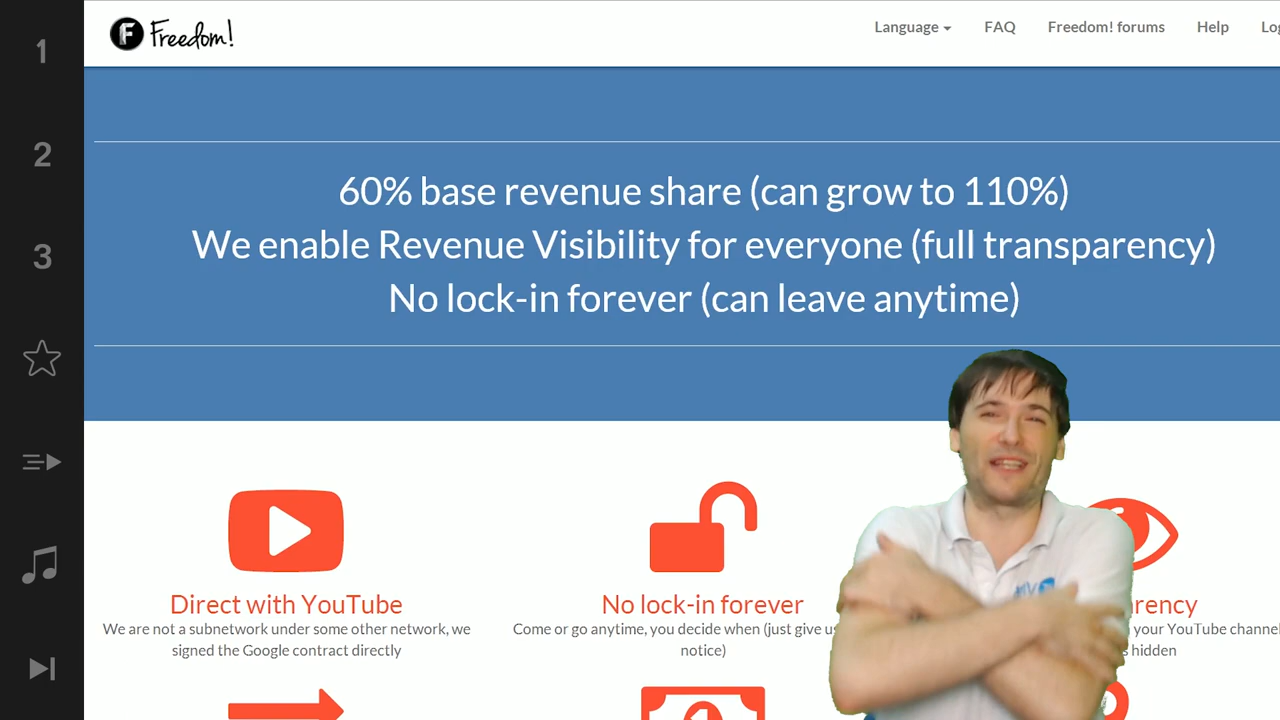 1
2
3
F Freedom!
Language
FAQ
Freedom! forums
Help
60% base revenue share (can grow to 110%)
We enable Revenue Visibility for everyone (full transparency)
No lock-in forever (can leave anytime)
Direct with YouTube
We are not a subnetwork under some other network, we
signed the Google contract directly
No lock-in forever
Come or go anytime, you decide when (just give
notice)
your YouTube channel
hidden